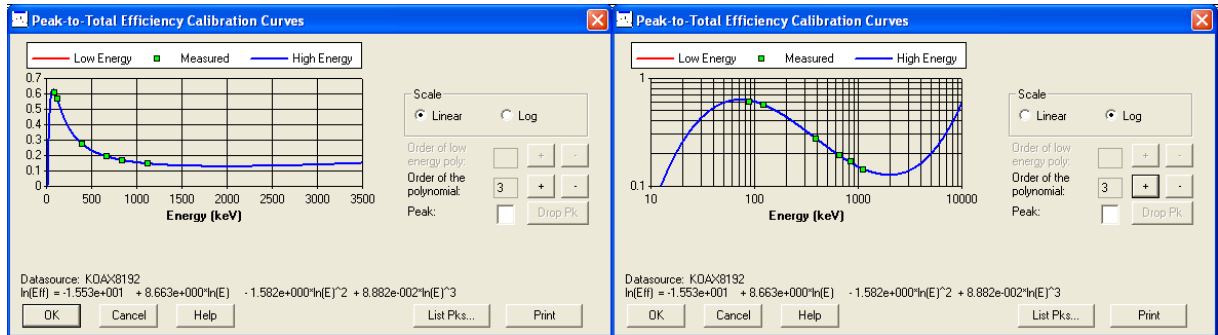 Peak-to-Total Efficiency Calibration Curves
Low Energy Measured High Energy
0.7
0.6
0.5
0.4
0.3
0.2
0.1
0
0 500 1000 1500 2000 2500 3000 3500
Energy (keV)
Scale
Linear Log
Order of low
energy poly: + -
Order of the
polynomial: 3 + -
Peak: Drop Pk
Datasource: KOAX8192
ln(Eff) = -1.553e+001 + 8.663e+000*ln(E) - 1.582e+000*ln(E)^2 + 8.882e-002*ln(E)^3
OK Cancel Help List Pks... Print
Peak-to-Total Efficiency Calibration Curves
Low Energy Measured High Energy
1
0.1
10 100 1000 10000
Energy (keV)
Scale
Linear Log
Order of low
energy poly: + -
Order of the
polynomial: 3 + -
Peak: Drop Pk
Datasource: KOAX8192
ln(Eff) = -1.553e+001 + 8.663e+000*ln(E) - 1.582e+000*ln(E)^2 + 8.882e-002*ln(E)^3
OK Cancel Help List Pks... Print